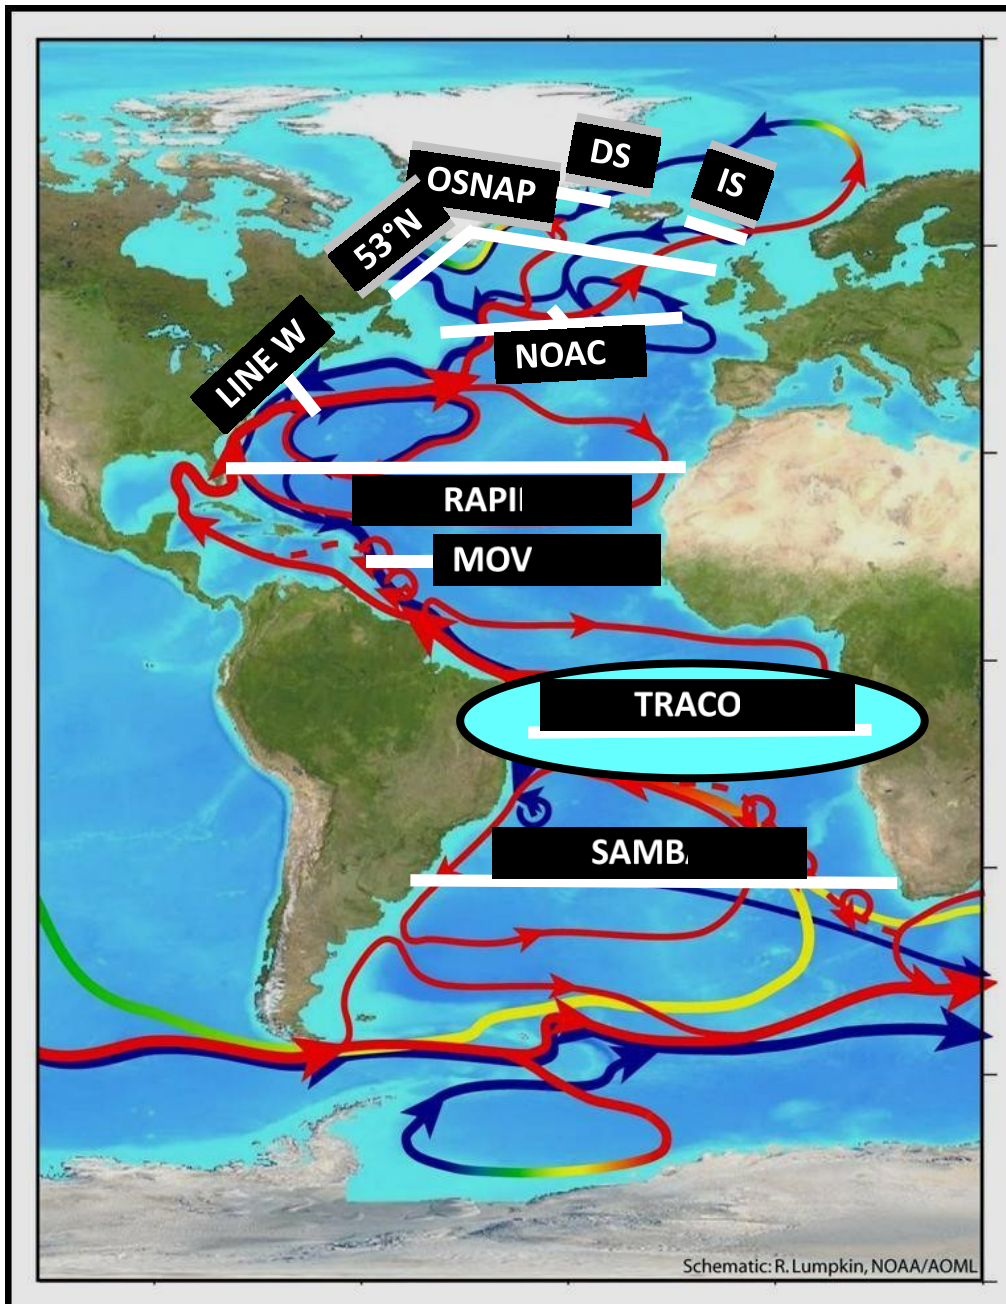 DS
IS
OSNAP
53°N
LINE W
NOAC
RAPI
MOV
TRACO
SAMB
Schematic: R. Lumpkin, NOAA/AOML